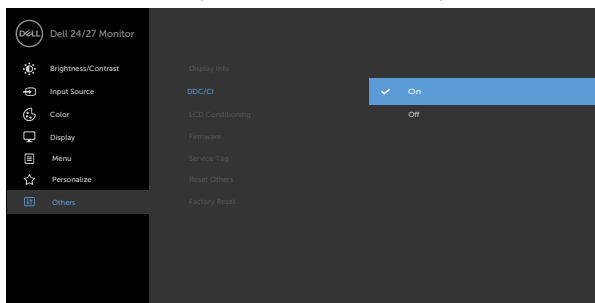 DELL Dell 24/27 Monitor
Brightness/Contrast
Input Source
Color
Display
Menu
Personalize
Others
Display Info
DDC/CI
LCD Conditioning
Firmware
Service Tag
Reset Others
Factory Reset
On
Off